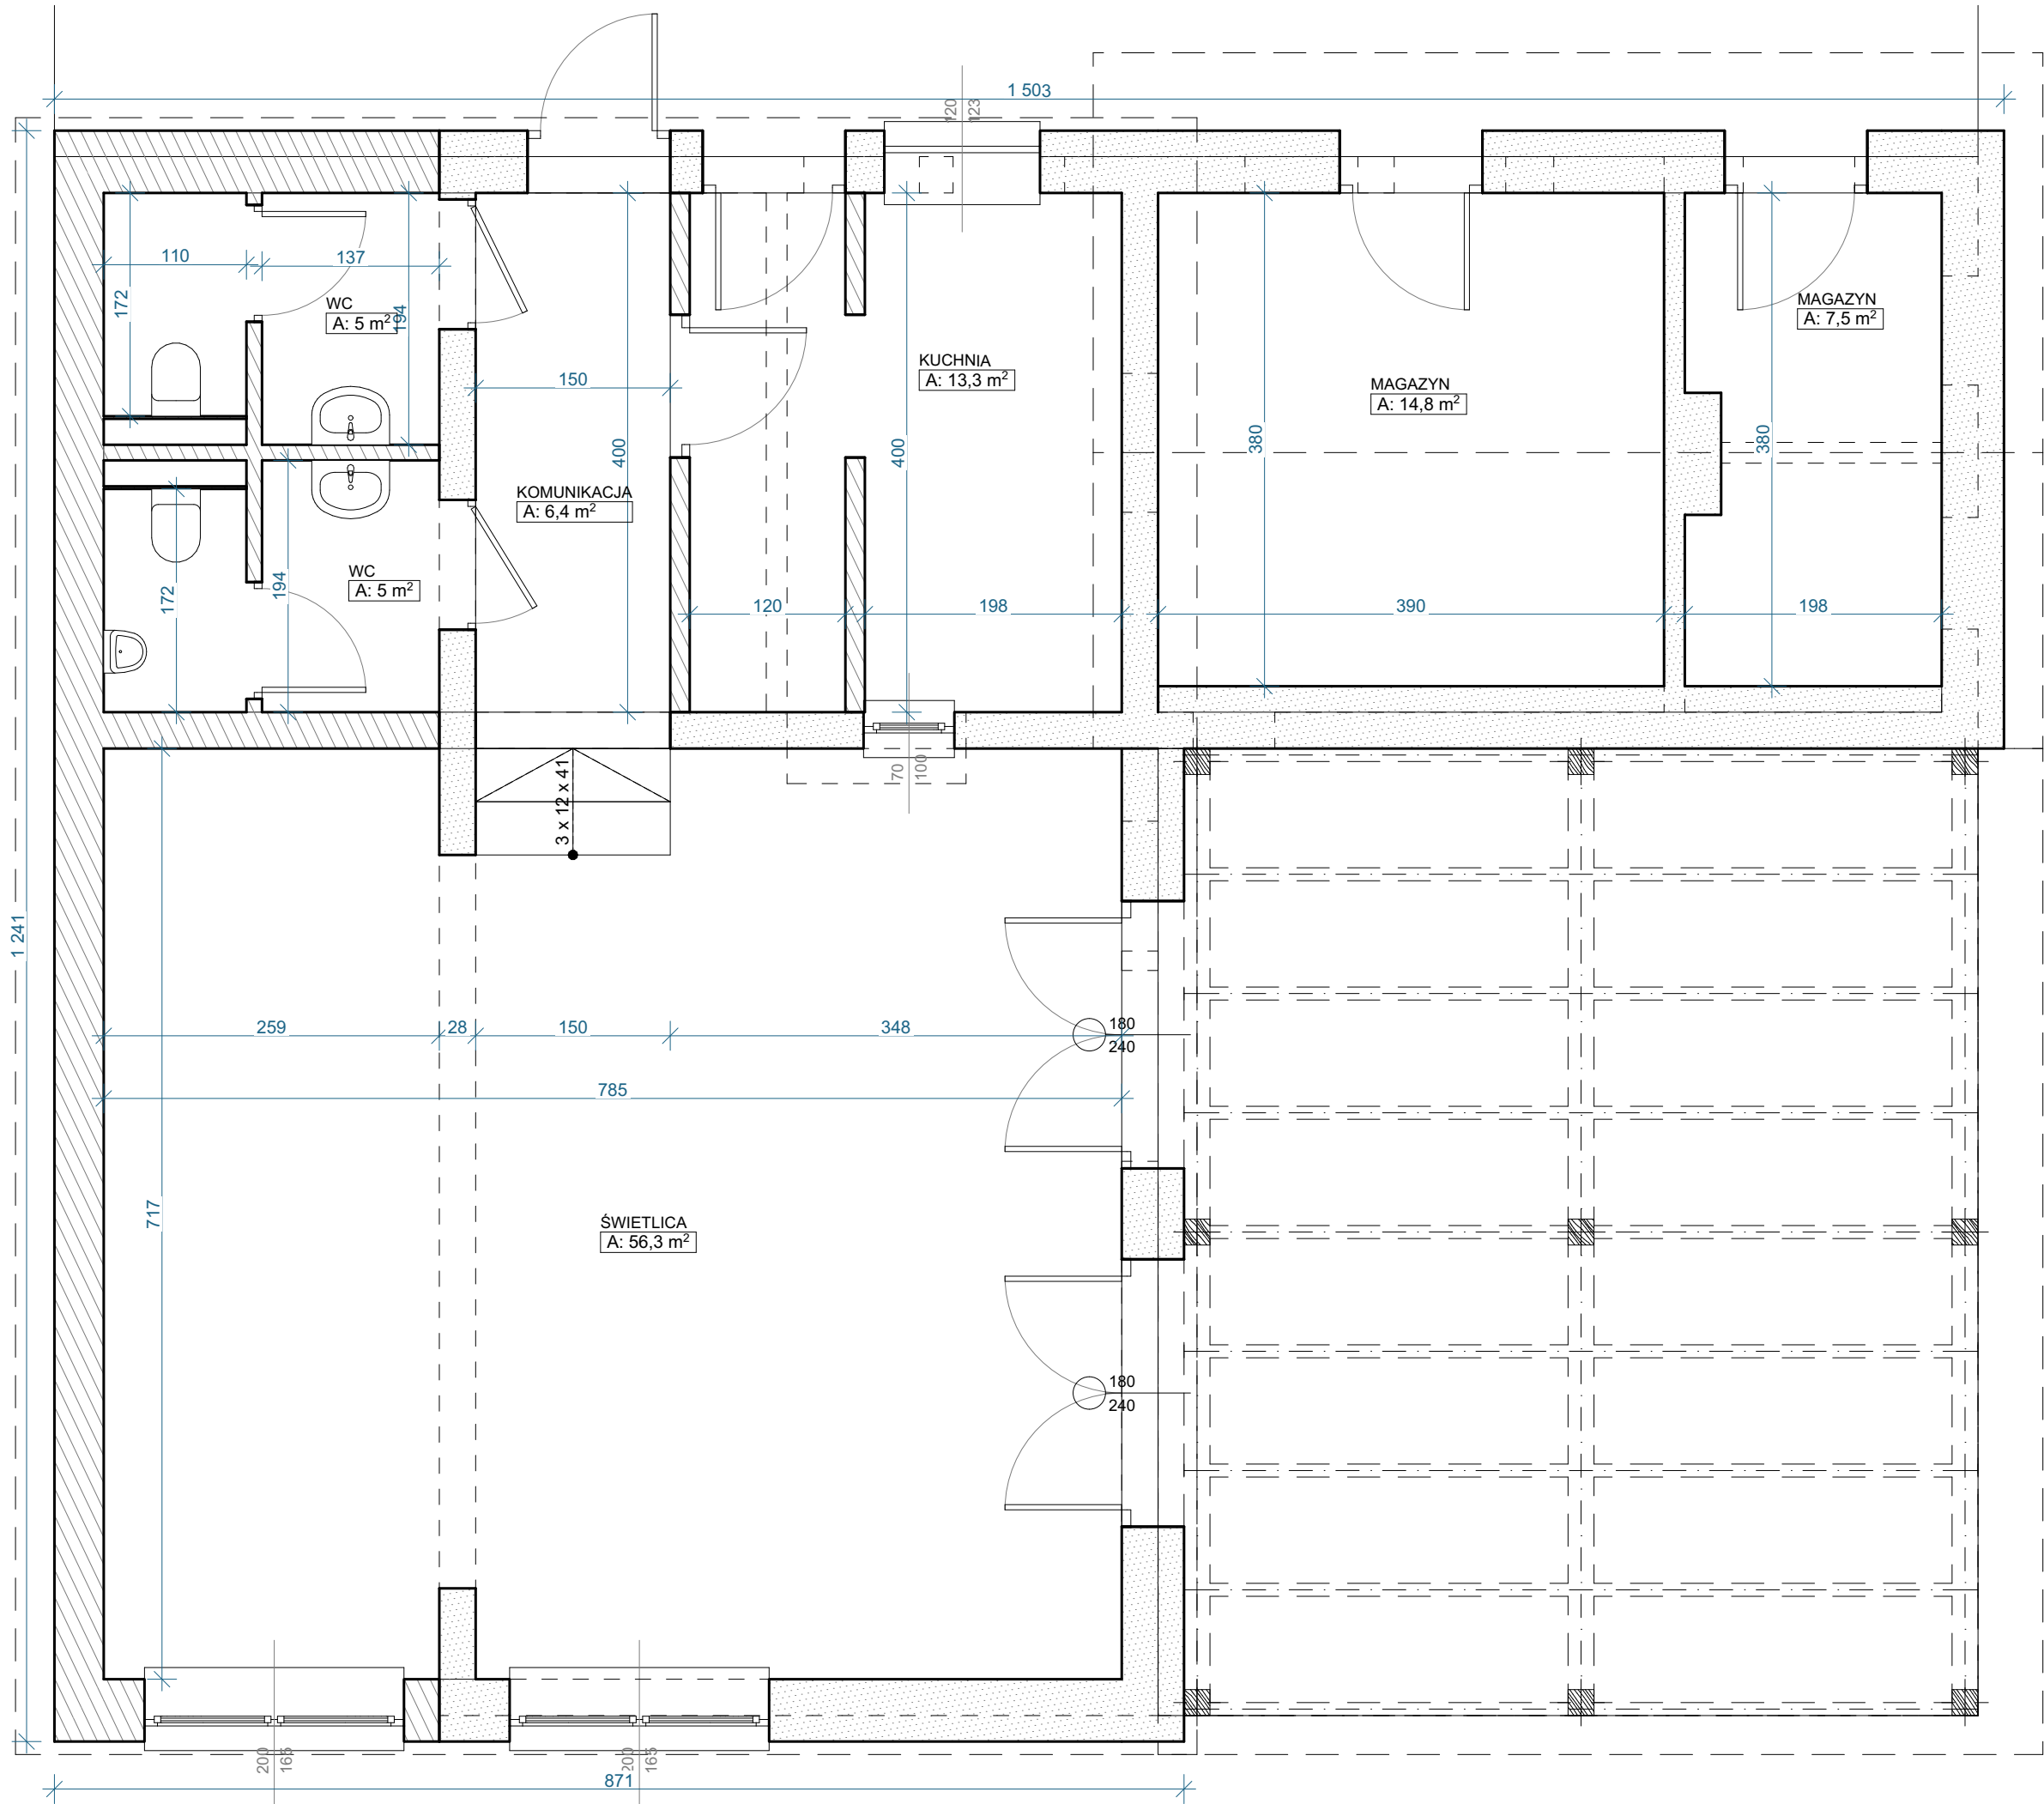 1 503
120
123
110
137
172
WC
A: 5 m²
194
150
KUCHNIA
A: 13,3 m²
MAGAZYN
A: 14,8 m²
MAGAZYN
A: 7,5 m²
400
400
380
380
KOMUNIKACJA
A: 6,4 m²
WC
A: 5 m²
194
172
120
198
390
198
3 x 12 x 41
70
100
1 241
259
28
150
348
180
240
785
717
ŚWIETLICA
A: 56,3 m²
180
240
200
165
200
165
871